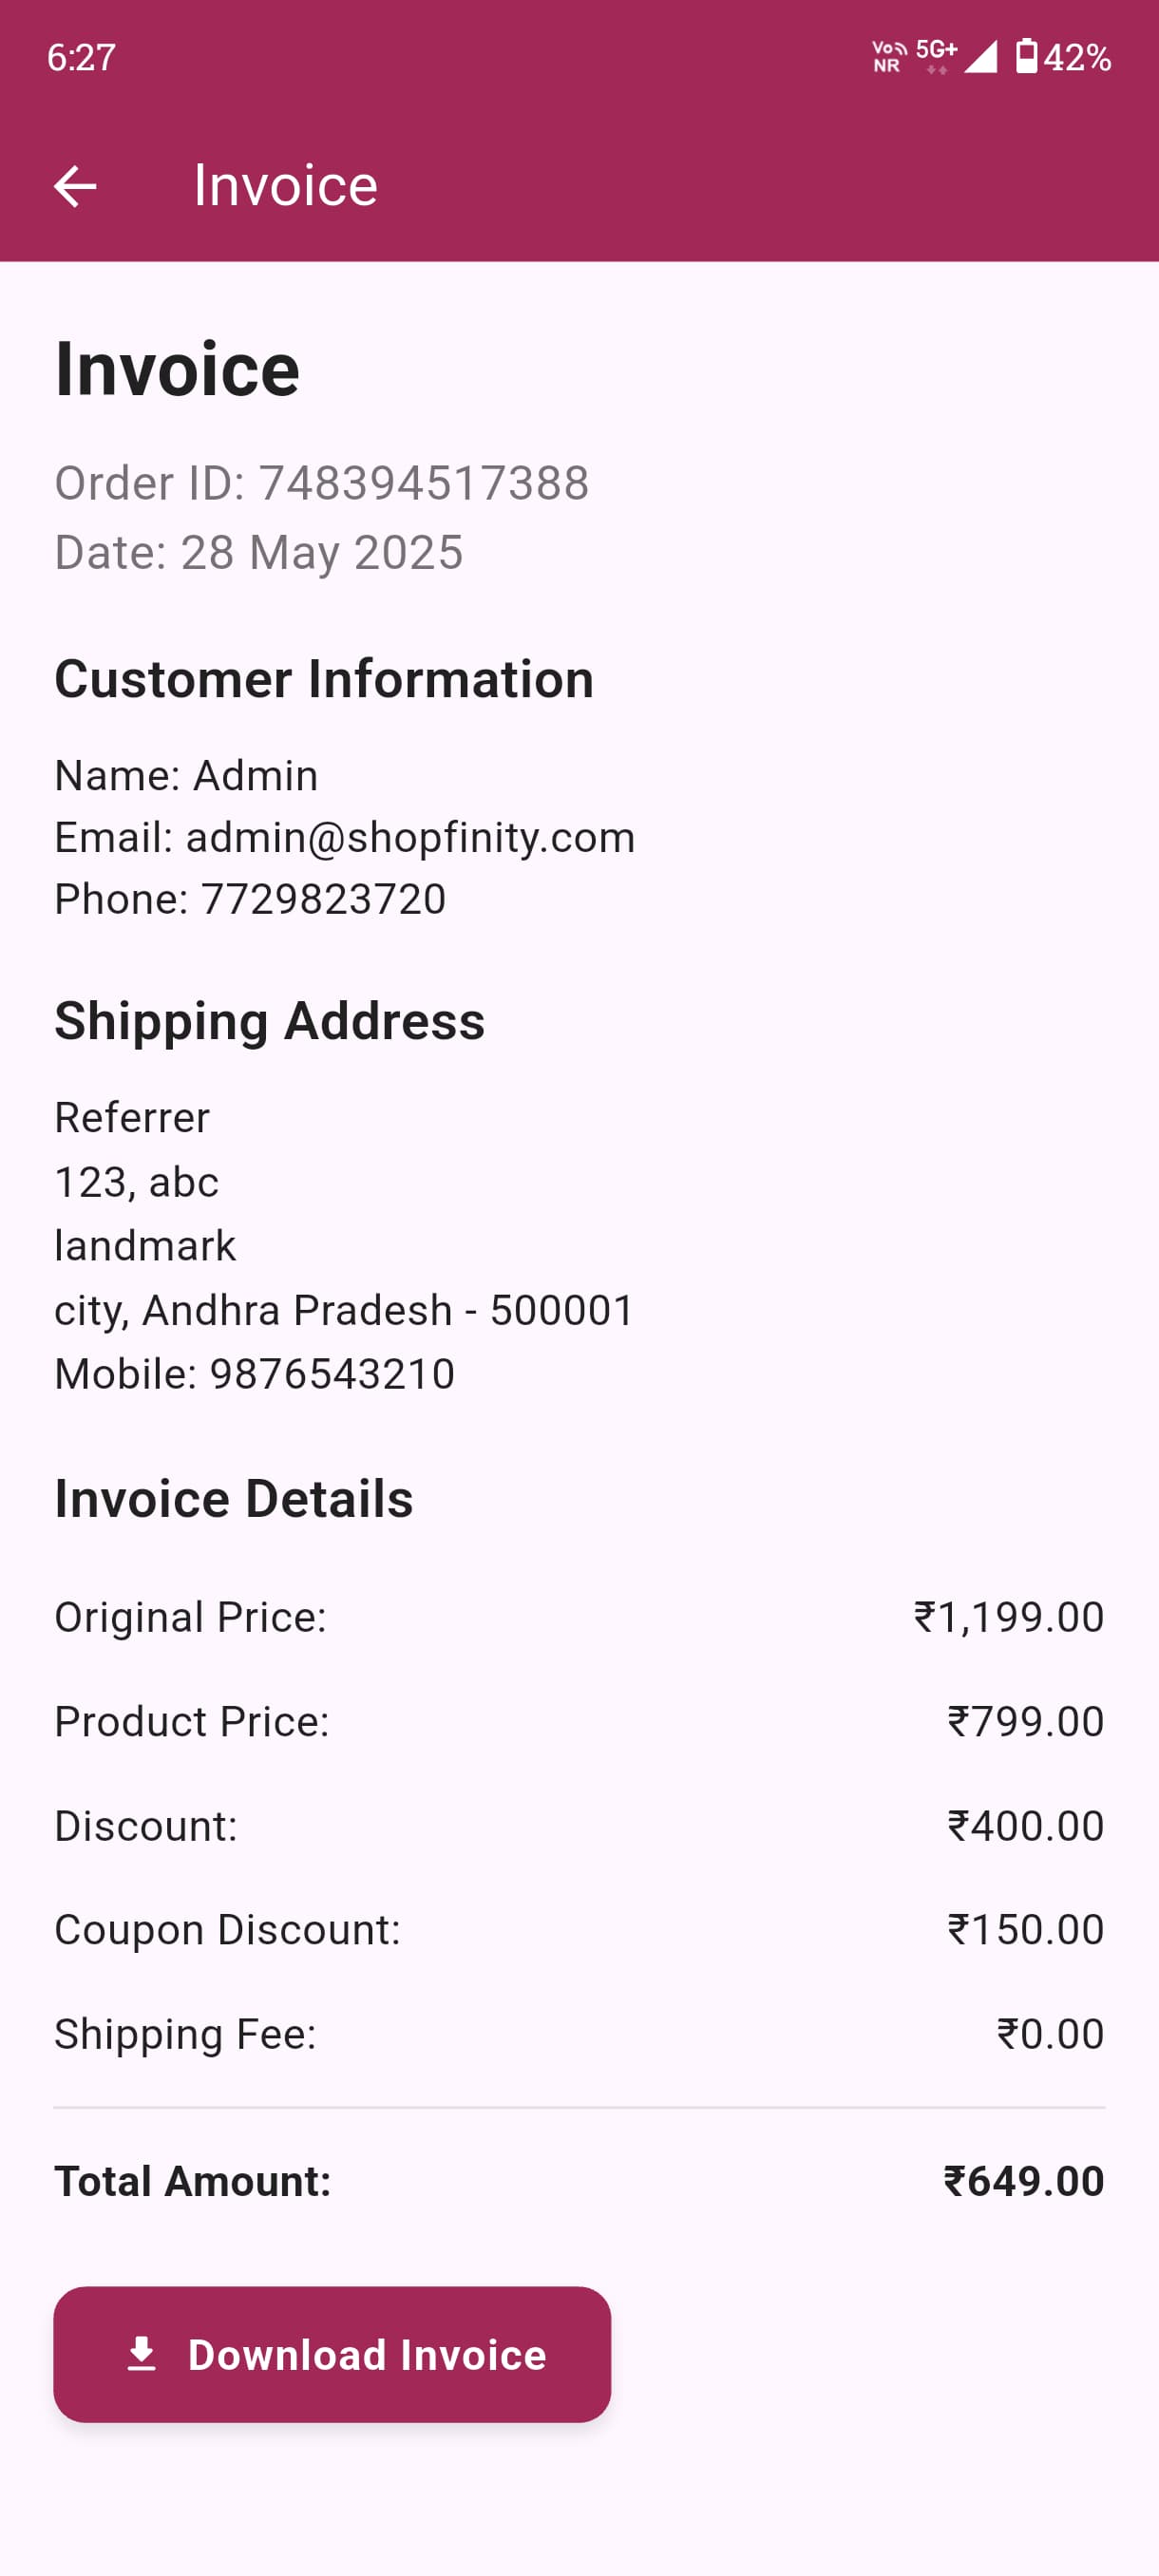 6:27
Vo NR 5G+ 42%
Invoice
Invoice
Order ID: 748394517388
Date: 28 May 2025
Customer Information
Name: Admin
Email: admin@shopfinity.com
Phone: 7729823720
Shipping Address
Referrer
123, abc
landmark
city, Andhra Pradesh - 500001
Mobile: 9876543210
Invoice Details
Original Price: ₹1,199.00
Product Price: ₹799.00
Discount: ₹400.00
Coupon Discount: ₹150.00
Shipping Fee: ₹0.00
Total Amount: ₹649.00
Download Invoice